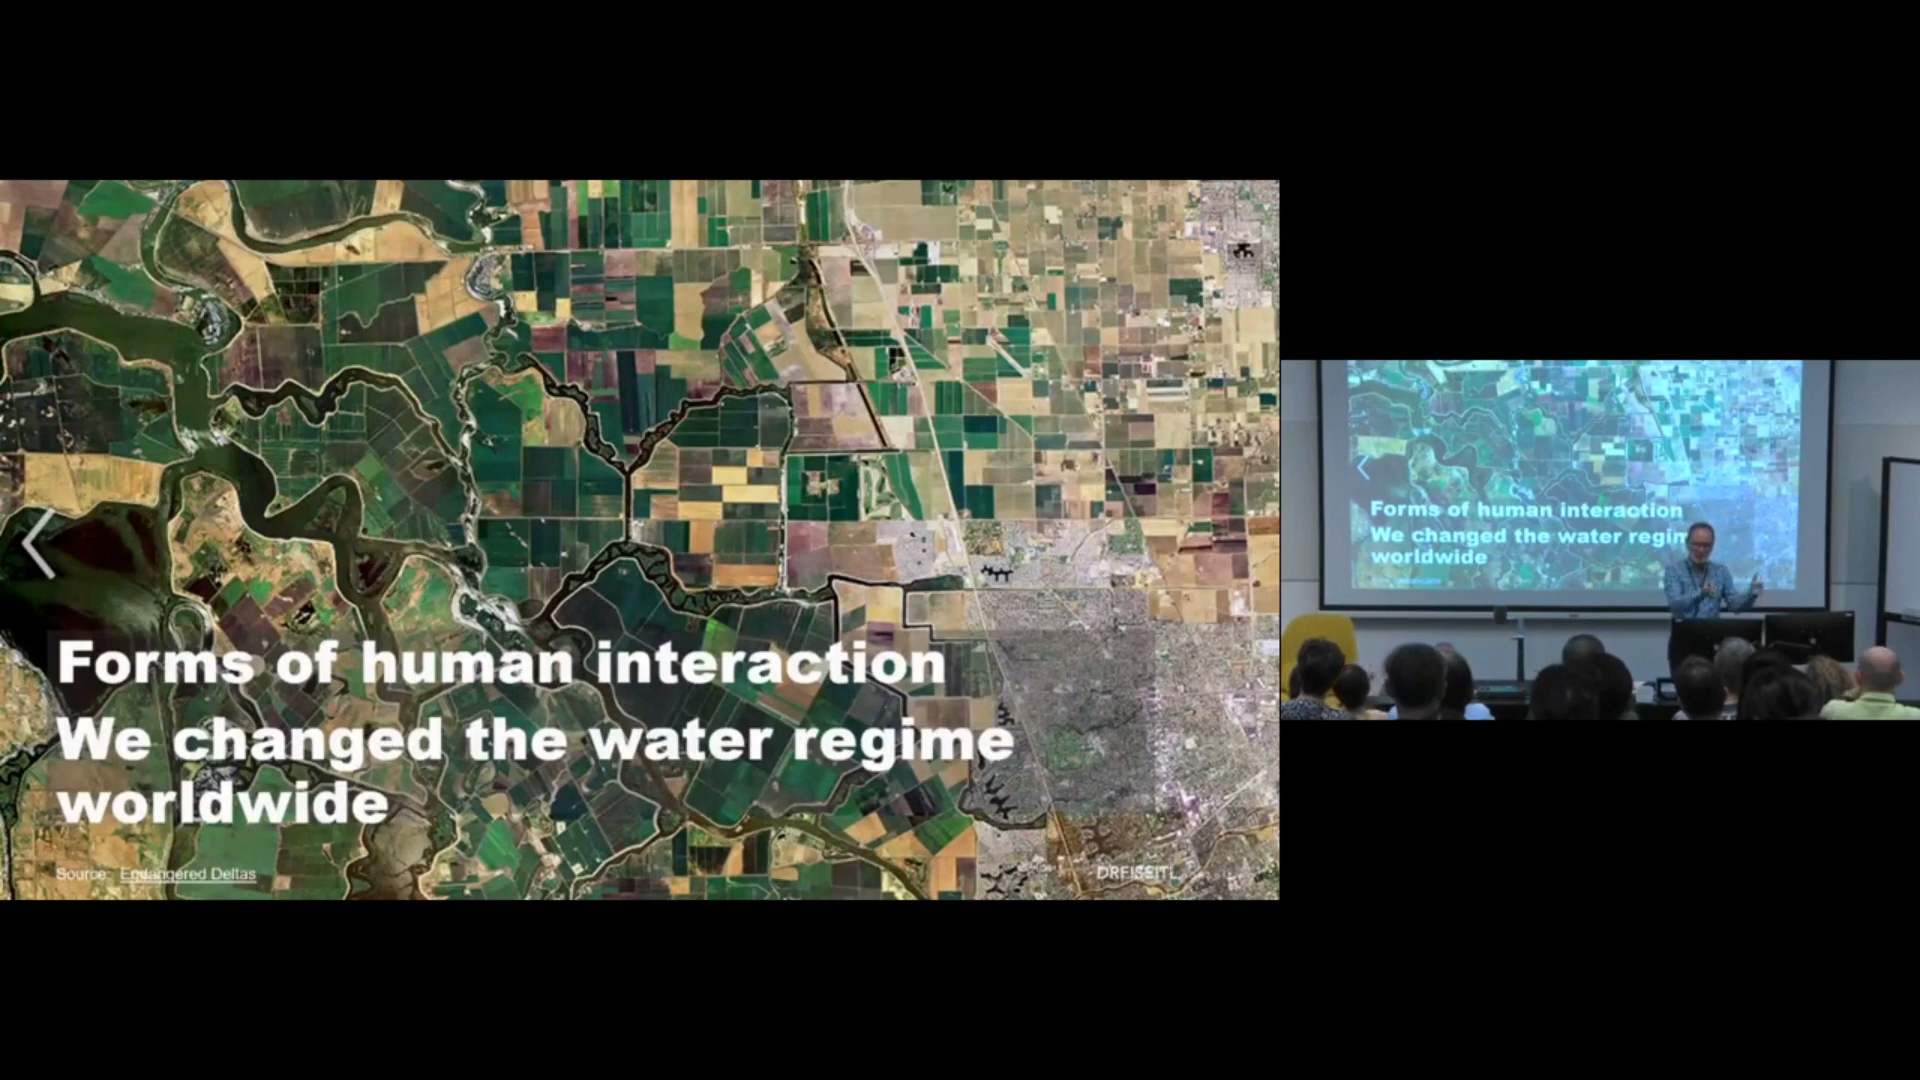 Forms of human interaction
We changed the water regime
worldwide
Source: Endangered Deltas
DREISEITL
Forms of human interaction
We changed the water regim
worldwide